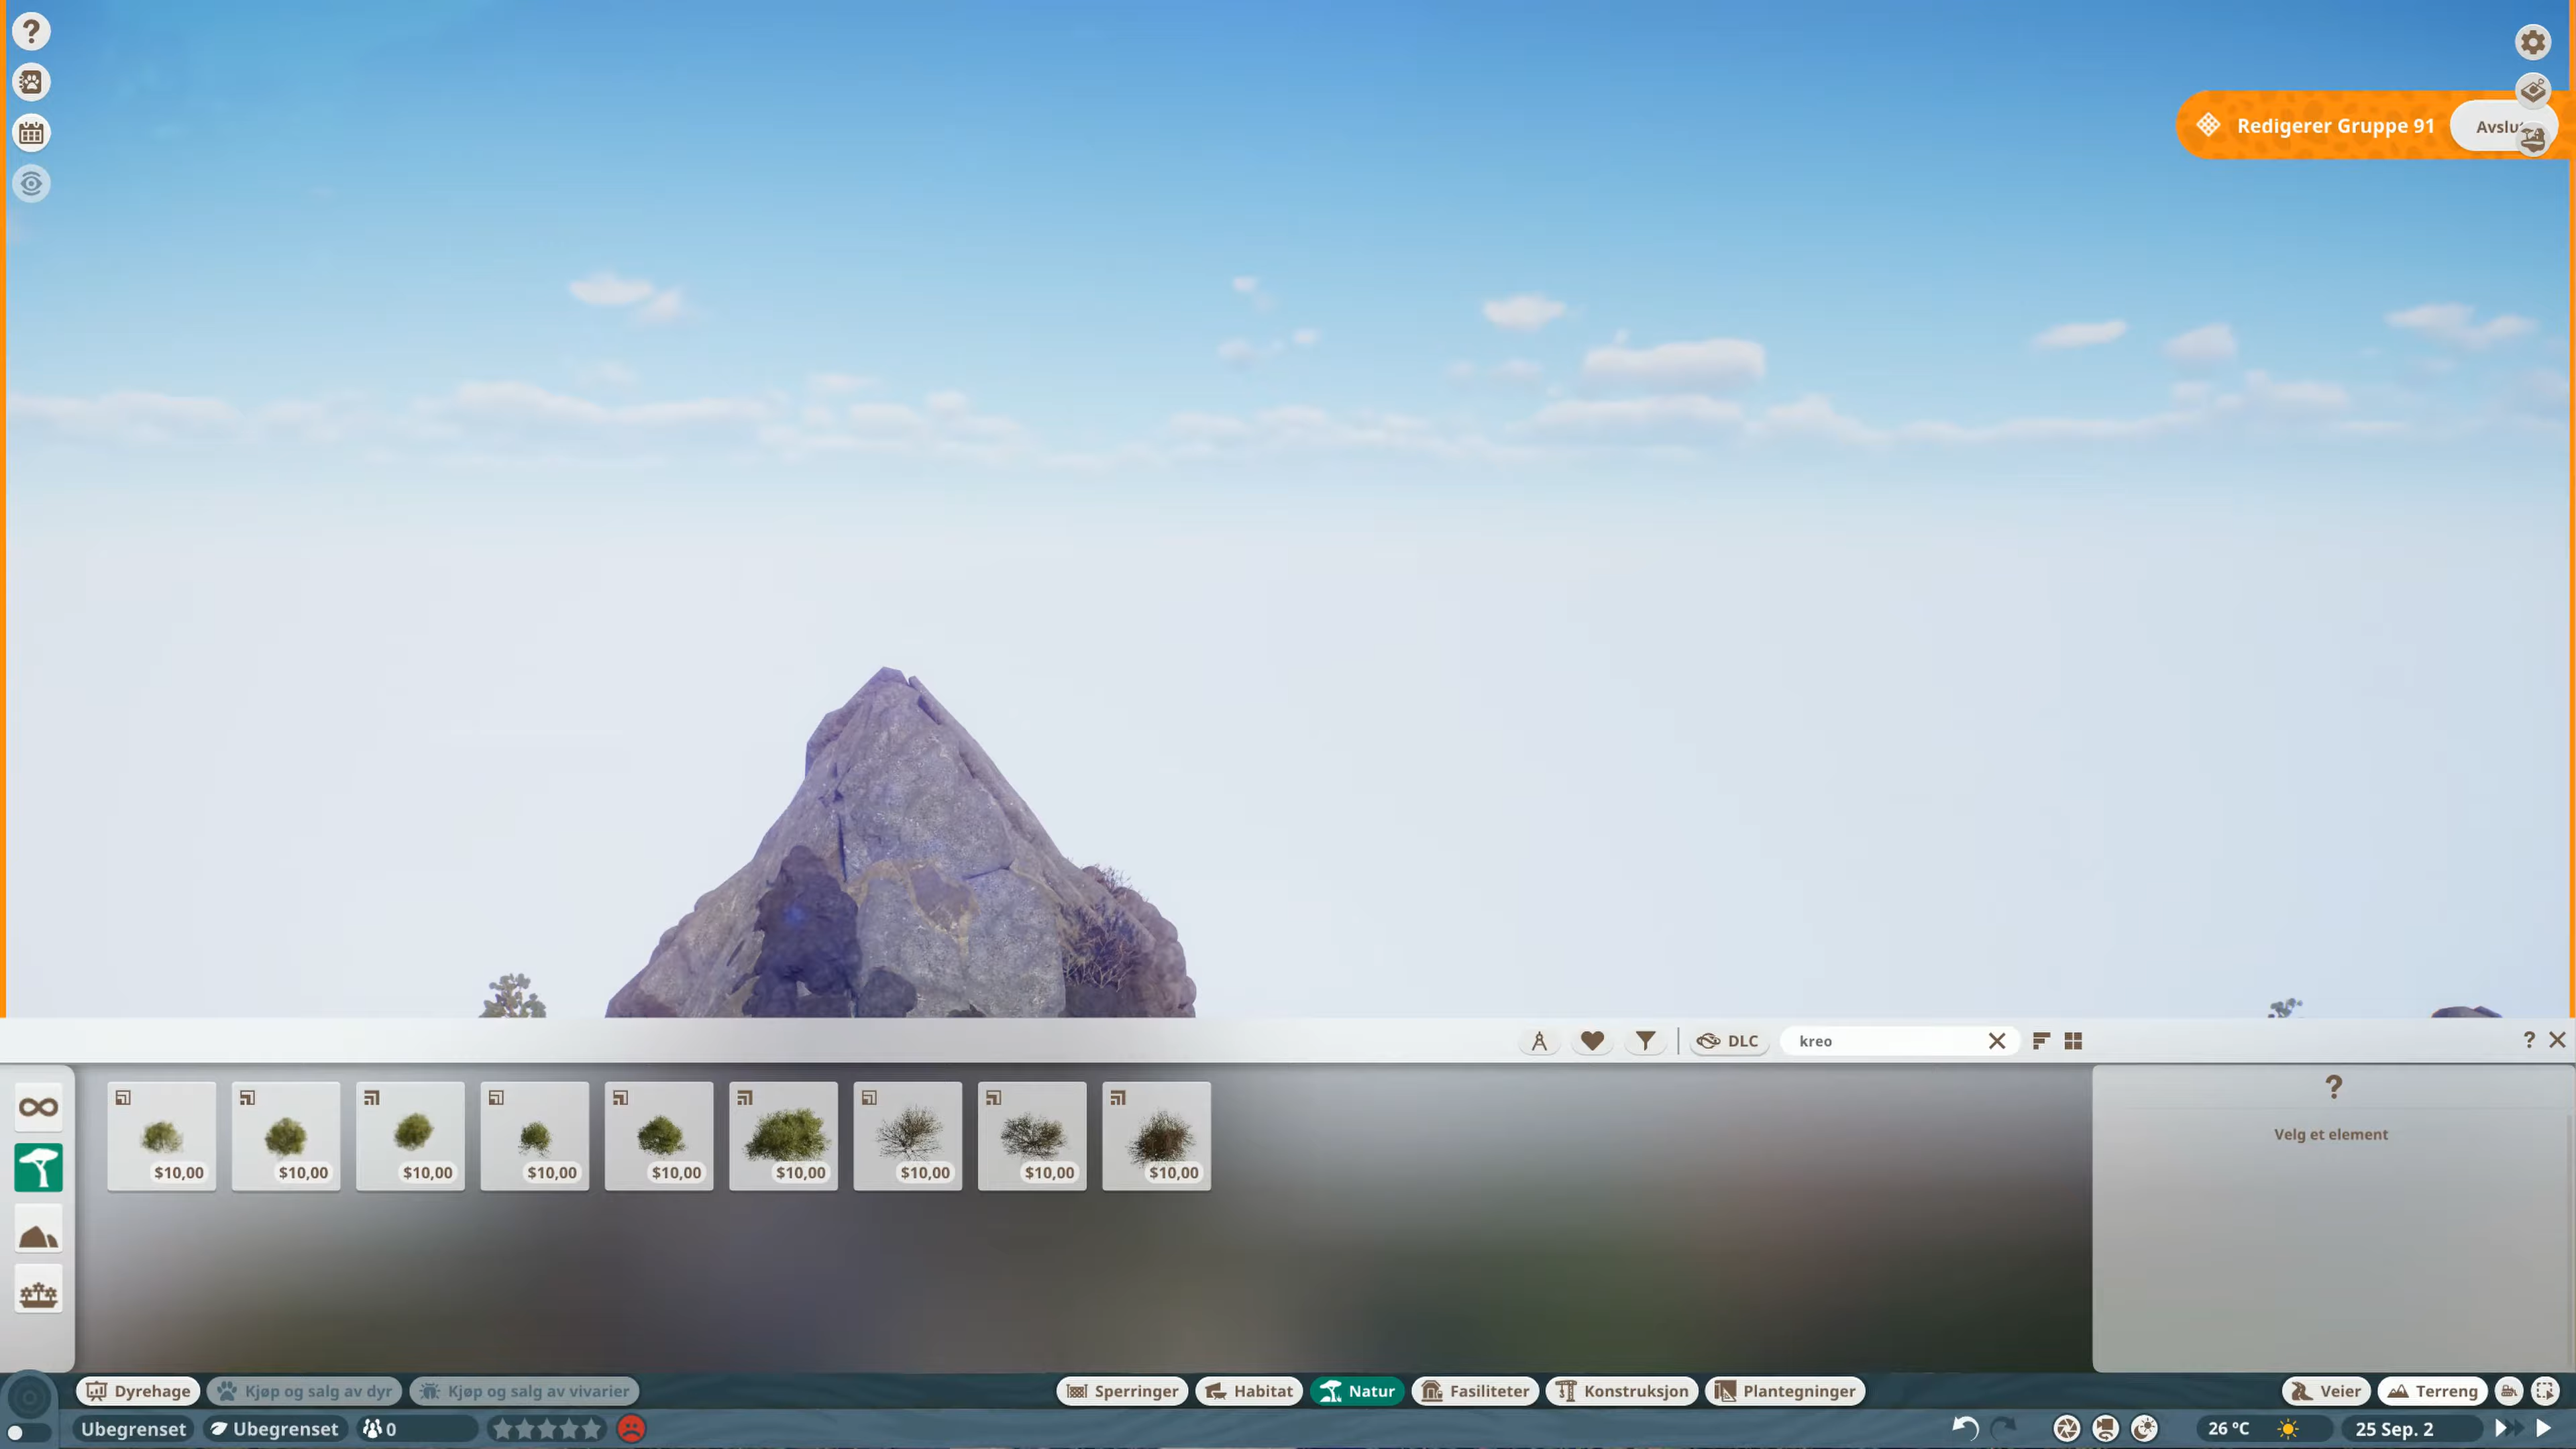 Redigerer Gruppe 91
DLC
kreo
$10,00 $10,00 $10,00 $10,00 $10,00 $10,00 $10,00 $10,00 $10,00
Velg et element
Dyrehage Kjøp og salg av dyr Kjøp og salg av vivarier Sperringer Habitat Natur Fasiliteter Konstruksjon Plantegninger Veier Terreng
Ubegrenset Ubegrenset 0 26 °C 25 Sep. 2